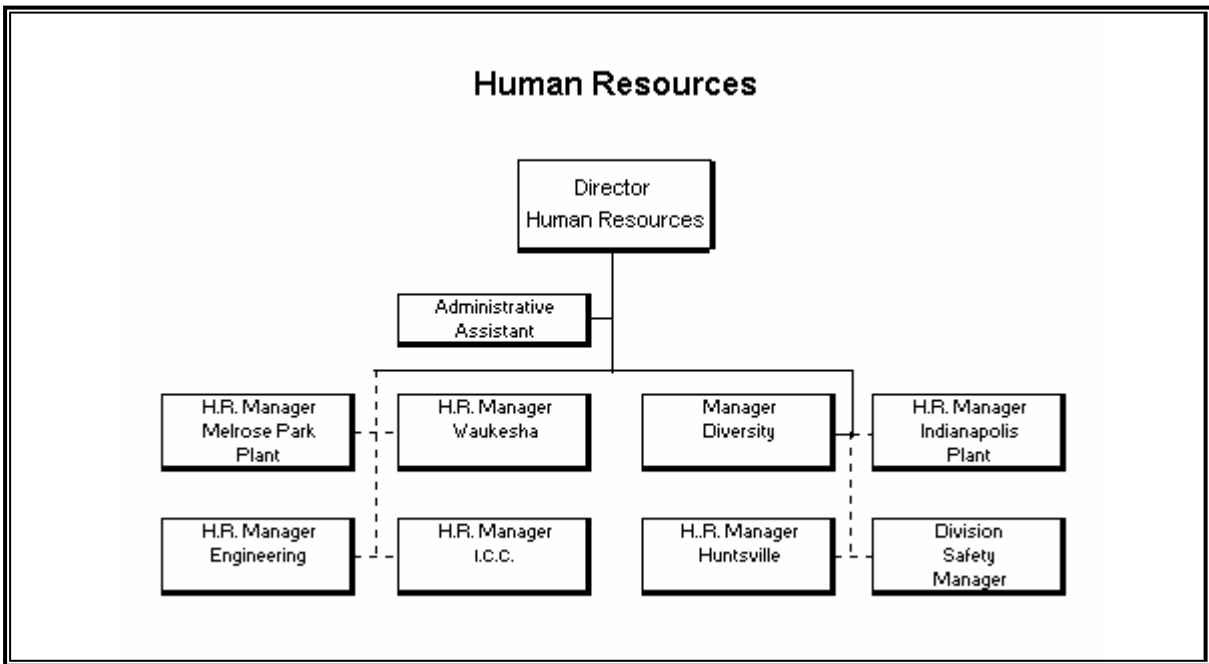 Human Resources
Director
Human Resources
Administrative
Assistant
H.R. Manager
Melrose Park
Plant
H.R. Manager
Waukesha
Manager
Diversity
H.R. Manager
Indianapolis
Plant
H.R. Manager
Engineering
H.R. Manager
I.C.C.
H..R. Manager
Huntsville
Division
Safety
Manager